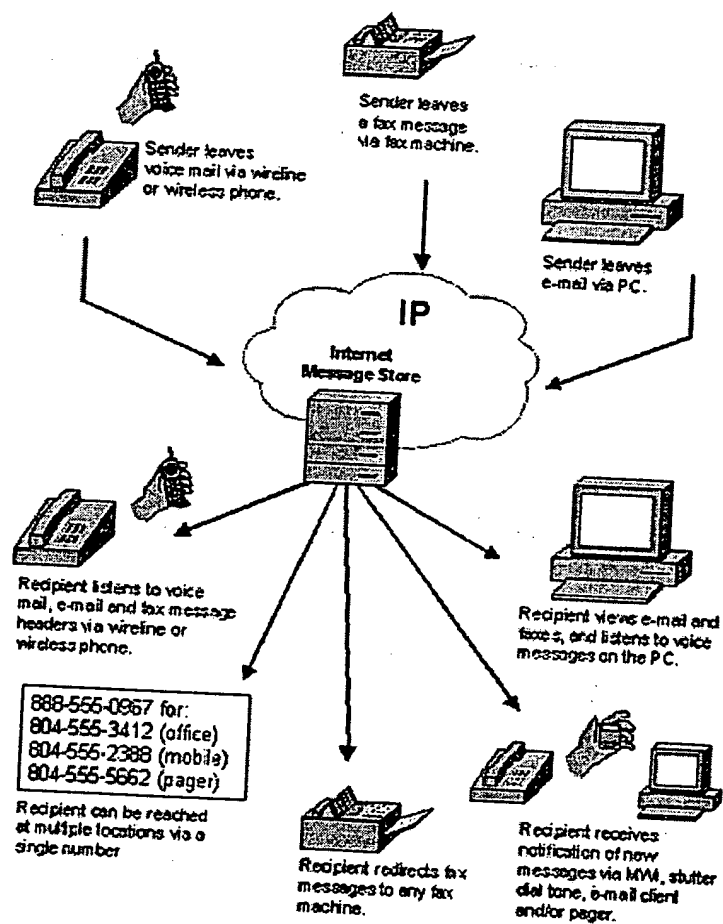 Sender leaves
a fax message
via fax machine.
Sender leaves
voice mail via wireline
or wireless phone.
Sender leaves
e-mail via PC.
IP
Internet
Message Store
Recipient listens to voice
mail, e-mail and fax message
headers via wireline or
wireless phone.
Recipient views e-mail and
faxes, and listens to voice
messages on the PC.
888-555-0967 for:
804-555-3412 (office)
804-555-2388 (mobile)
804-555-5662 (pager)
Recipient can be reached
at multiple locations via a
single number
Recipient redirects fax
messages to any fax
machine.
Recipient receives
notification of new
messages via MWI, stutter
dial tone, e-mail client
and/or pager.